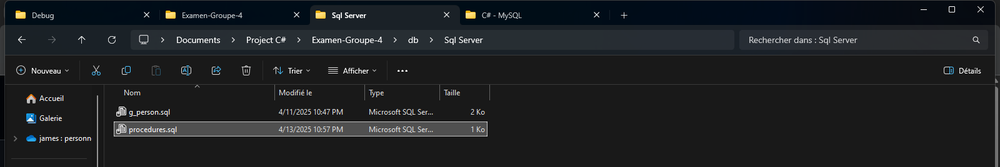 Debug
Examen-Groupe-4
Sql Server
C# - MySQL
Documents > Project C# > Examen-Groupe-4 > db > Sql Server
Rechercher dans : Sql Server
Nouveau
Trier
Afficher
Détails
Accueil
Galerie
james : personn
Nom Modifié le Type Taille
g_person.sql 4/11/2025 10:47 PM Microsoft SQL Ser... 2 Ko
procedures.sql 4/13/2025 10:57 PM Microsoft SQL Ser... 1 Ko